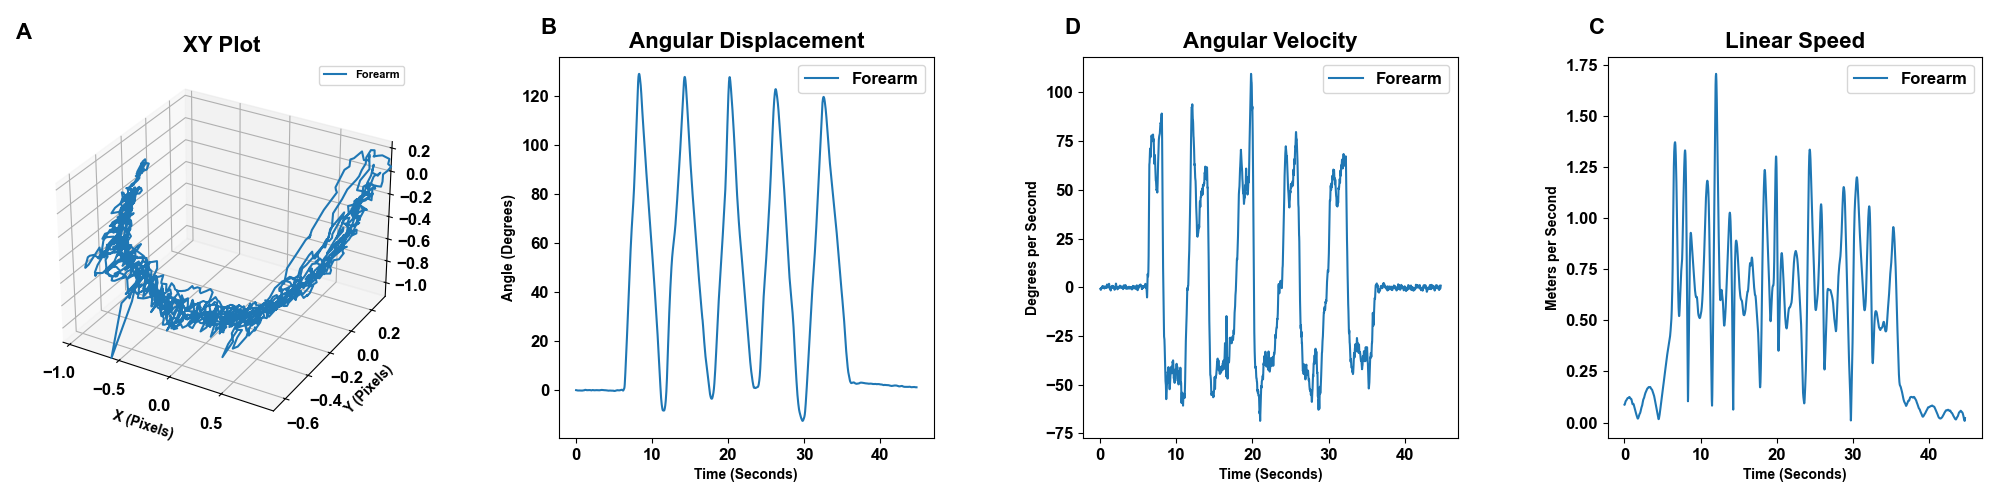 A
XY Plot
Forearm
0.2
0.0
−0.2
−0.4
−0.6
−0.8
−1.0
0.2
0.0
−0.2
−0.4
−0.6
Y (Pixels)
−1.0
−0.5
0.0
0.5
X (Pixels)
B
Angular Displacement
Forearm
120
100
80
60
40
20
0
Angle (Degrees)
0 10 20 30 40
Time (Seconds)
D
Angular Velocity
Forearm
100
75
50
25
0
−25
−50
−75
Degrees per Second
0 10 20 30 40
Time (Seconds)
C
Linear Speed
Forearm
1.75
1.50
1.25
1.00
0.75
0.50
0.25
0.00
Meters per Second
0 10 20 30 40
Time (Seconds)